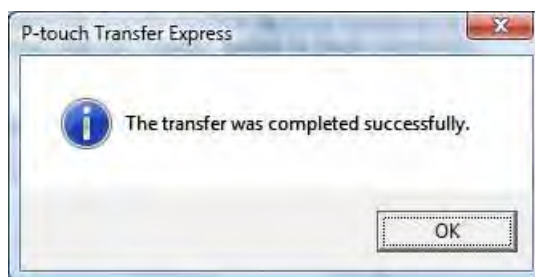 P-touch Transfer Express
The transfer was completed successfully.
OK